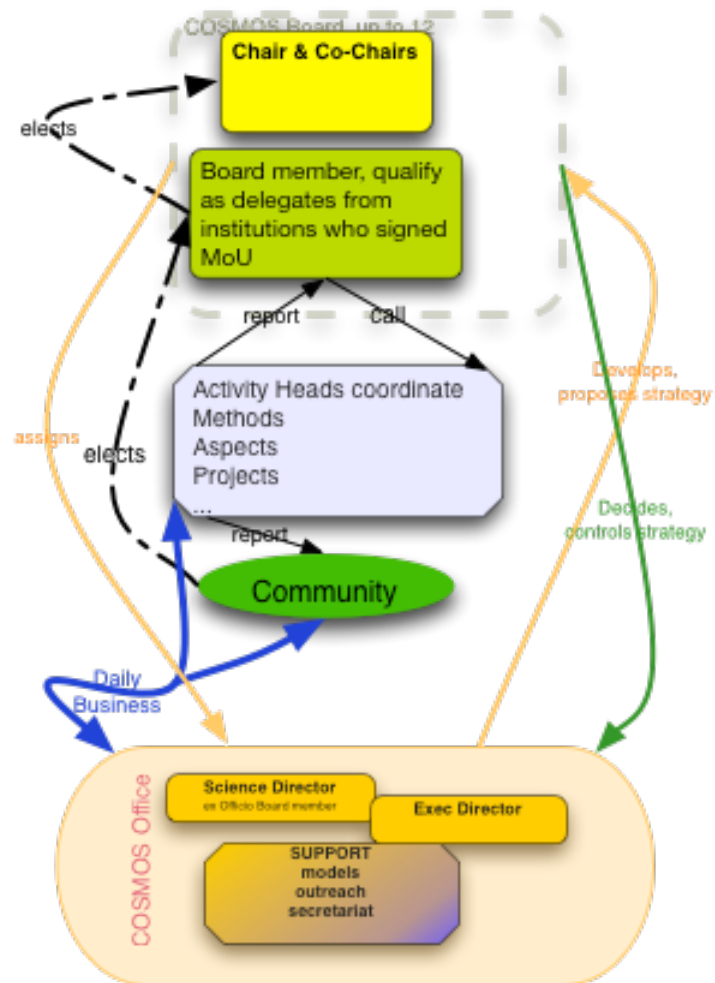 COSMOS Board, up to 12
Chair & Co-Chairs
elects
Board member, qualify
as delegates from
institutions who signed
MoU
report
call
Activity Heads coordinate
Methods
Aspects
Projects
...
Develops,
proposes strategy
assigns
elects
Decides,
controls strategy
report
Community
Daily
Business
COSMOS Office
Science Director
ex Officio Board member
Exec Director
SUPPORT
models
outreach
secretariat